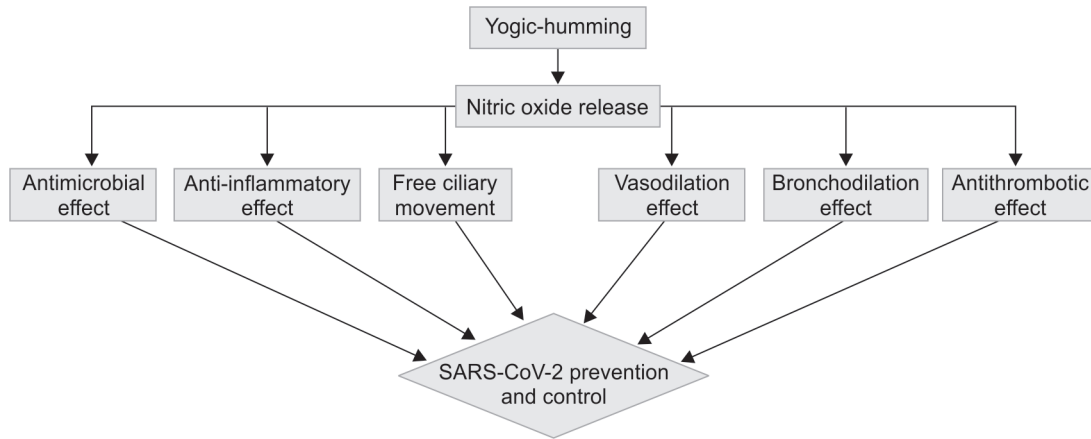 Yogic-humming
Nitric oxide release
Antimicrobial
effect
Anti-inflammatory
effect
Free ciliary
movement
Vasodilation
effect
Bronchodilation
effect
Antithrombotic
effect
SARS-CoV-2 prevention
and control